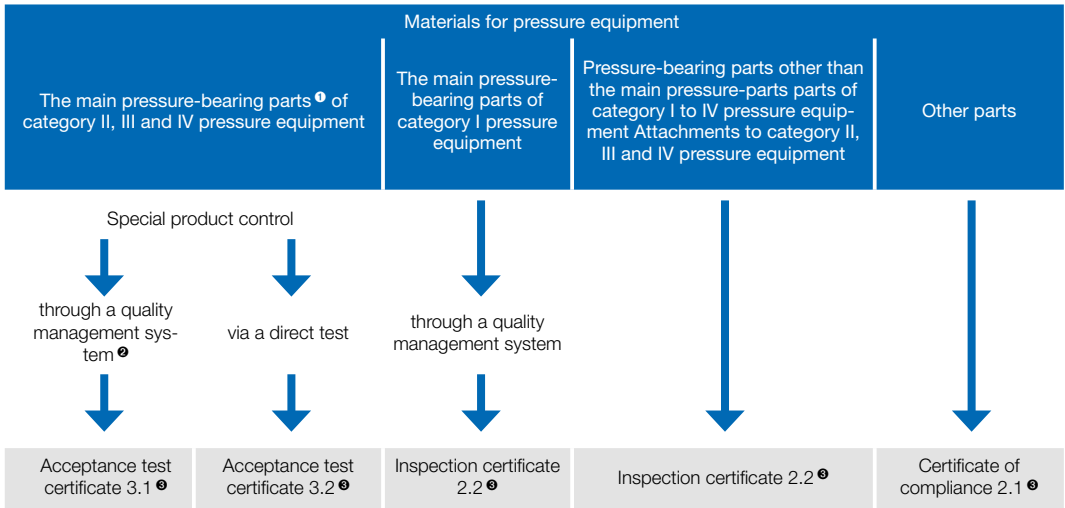 Materials for pressure equipment
The main pressure-bearing parts ❶ of
category II, III and IV pressure equipment
The main pressure-
bearing parts of
category I pressure
equipment
Pressure-bearing parts other than
the main pressure-parts parts of
category I to IV pressure equip-
ment Attachments to category II,
III and IV pressure equipment
Other parts
Special product control
through a quality
management sys-
tem ❷
via a direct test
through a quality
management system
Acceptance test
certificate 3.1 ❸
Acceptance test
certificate 3.2 ❸
Inspection certificate
2.2 ❸
Inspection certificate 2.2 ❸
Certificate of
compliance 2.1 ❸